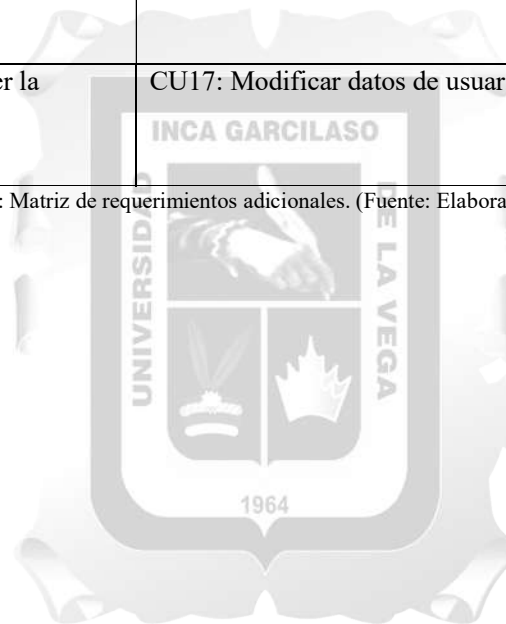 er la
CU17: Modificar datos de usuar
: Matriz de requerimientos adicionales. (Fuente: Elabora
INCA GARCILASO
UNIVERSIDAD
DE LA VEGA
1964